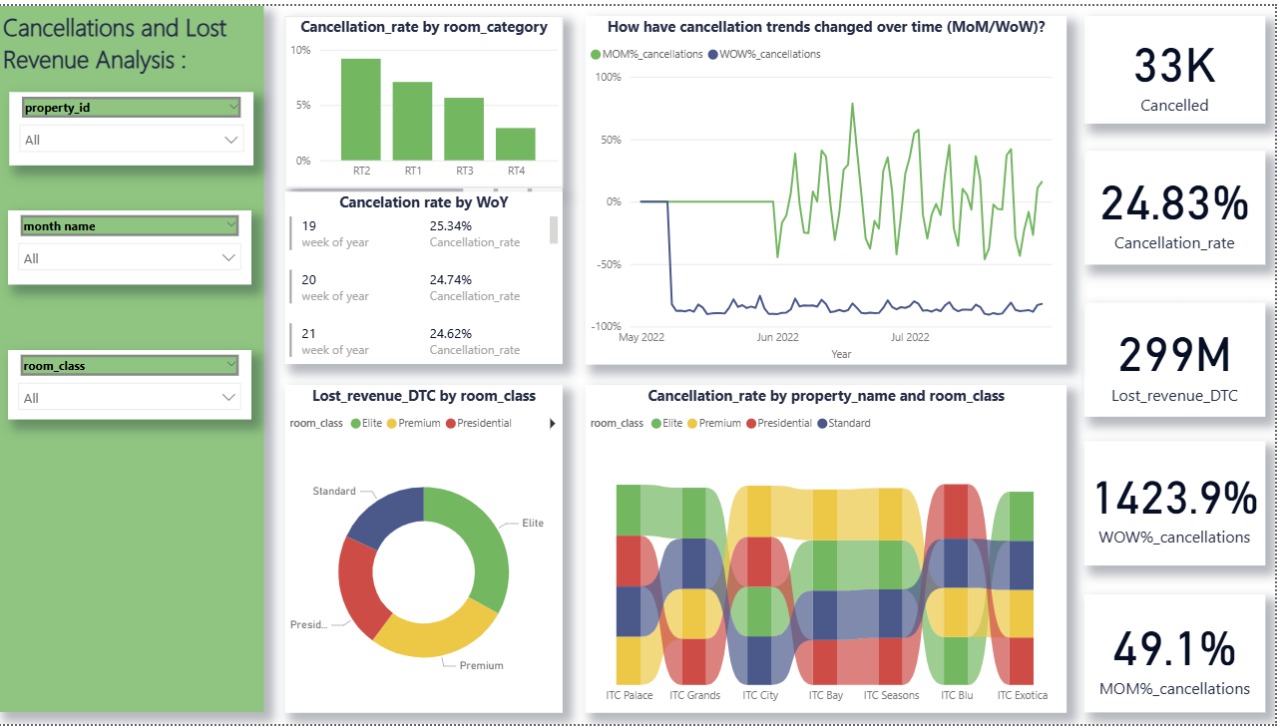 Cancellations and Lost
Revenue Analysis :
property_id
All
month name
All
room_class
All
Cancellation_rate by room_category
10%
5%
0%
RT2 RT1 RT3 RT4
Cancelation rate by WoY
19 25.34%
week of year Cancellation_rate
20 24.74%
week of year Cancellation_rate
21 24.62%
week of year Cancellation_rate
How have cancellation trends changed over time (MoM/WoW)?
MOM%_cancellations WOW%_cancellations
100%
50%
0%
-50%
-100%
May 2022 Jun 2022 Jul 2022
Year
Lost_revenue_DTC by room_class
room_class Elite Premium Presidential
Standard
Elite
Presid...
Premium
Cancellation_rate by property_name and room_class
room_class Elite Premium Presidential Standard
ITC Palace ITC Grands ITC City ITC Bay ITC Seasons ITC Blu ITC Exotica
33K
Cancelled
24.83%
Cancellation_rate
299M
Lost_revenue_DTC
1423.9%
WOW%_cancellations
49.1%
MOM%_cancellations